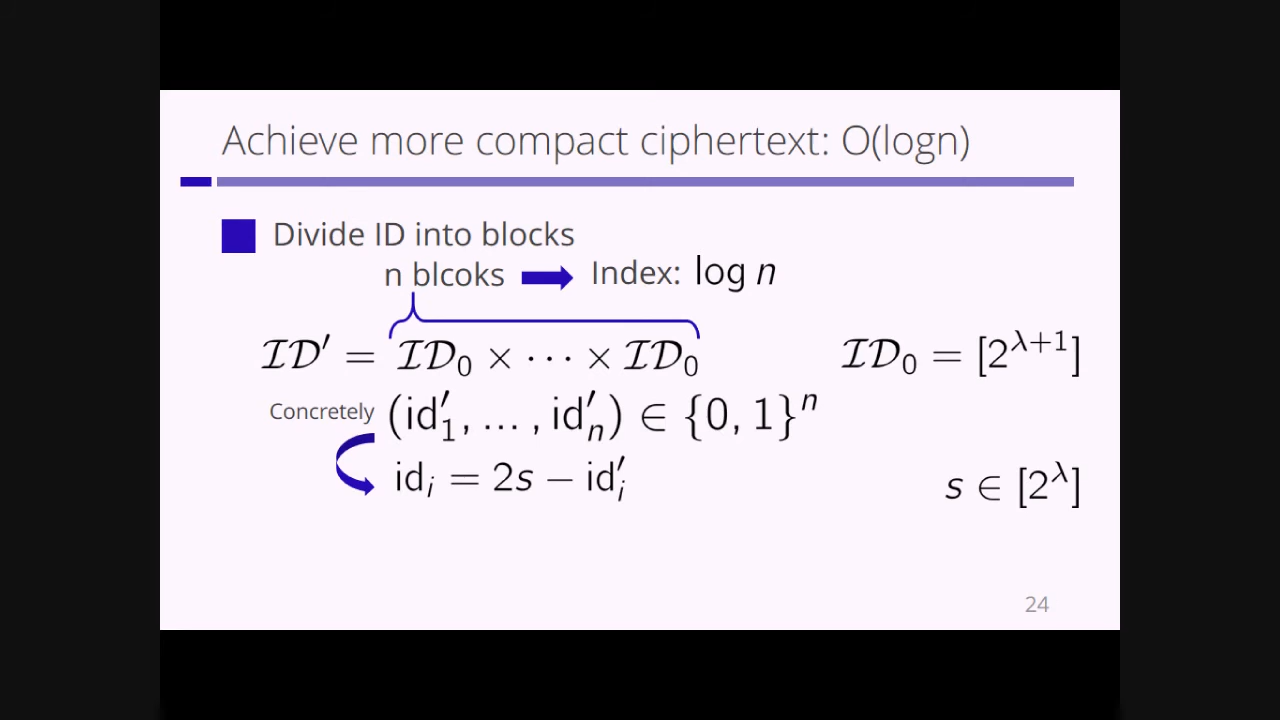 Achieve more compact ciphertext: O(logn)
Divide ID into blocks
n blcoks Index: log n
𝓘𝓓′ = 𝓘𝓓₀ × ⋯ × 𝓘𝓓₀ 𝓘𝓓₀ = [2^{λ+1}]
Concretely (id′₁, … , id′ₙ) ∈ {0, 1}ⁿ
idᵢ = 2s − id′ᵢ s ∈ [2^λ]
24